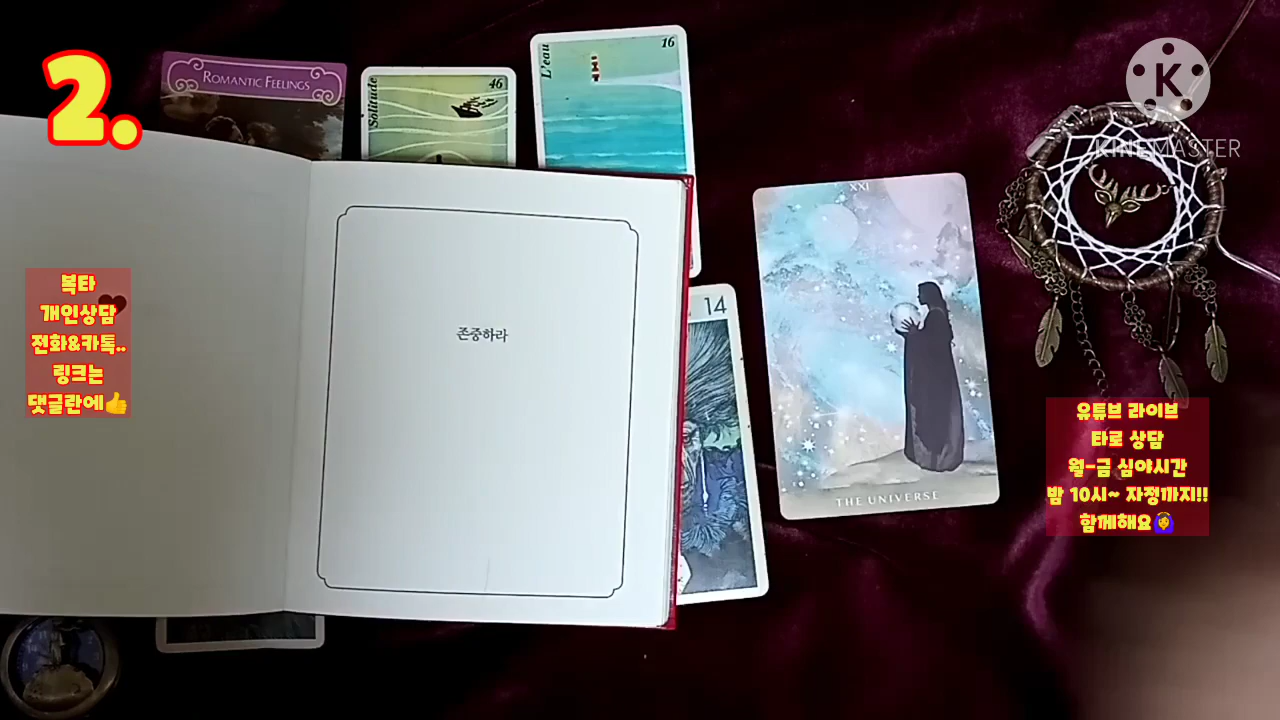 2.
ROMANTIC FEELINGS
Solitude
46
L'eau
16
K
KINEMASTER
XXI
THE UNIVERSE
14
존중하라
복타
개인상담
전화&카톡..
링크는
댓글란에👍
유튜브 라이브
타로 상담
월-금 심야시간
밤 10시~ 자정까지!!
함께해요🙆‍♀️